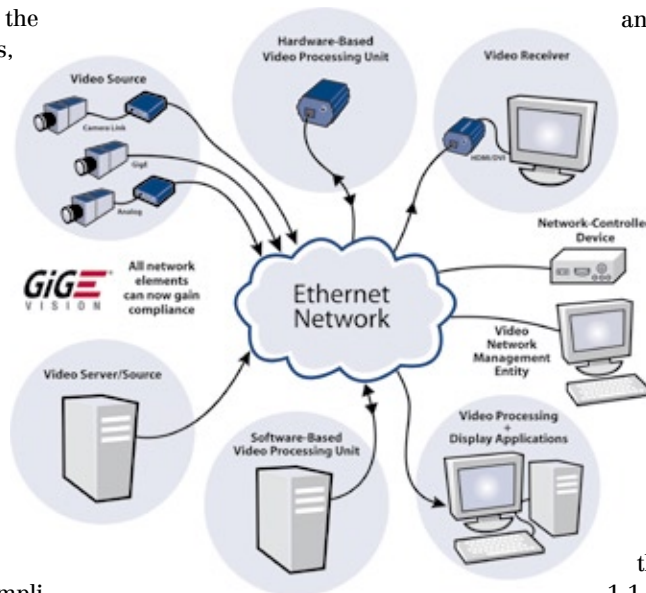 the
s,
an
Hardware-Based
Video Processing Unit
Video Receiver
Video Source
Camera Link
GigE
Analog
HDMI/DVI
Network-Controlled
Device
GiGE
VISION
All network
elements
can now gain
compliance
Ethernet
Network
Video
Network
Management
Entity
Video Server/Source
Software-Based
Video Processing Unit
Video Processing
+
Display Applications
th
mpli
1.1